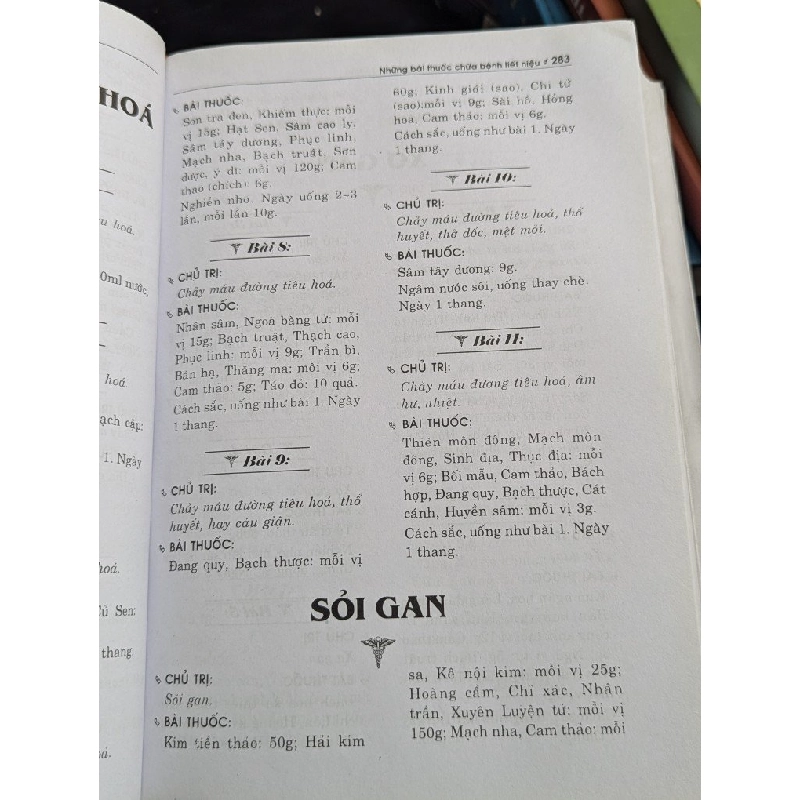 Những bài thuốc chữa bệnh tiết niệu # 283
HOÁ
hoá.
0ml nước,
hoá.
ạch cập:
1. Ngày
hoá.
Củ Sen:
thang
BÀI THUỐC
Sơn tra đen, Khiếm thực: mỗi
vị 15g; Hạt Sen, Sâm cao ly,
Sâm tây dương, Phục linh,
Mạch nha, Bạch truật, Sơn
dược, ý dĩ: mỗi vị 120g; Cam
thảo (chích): 6g.
Nghiền nhỏ. Ngày uống 2-3
lần, mỗi lần 10g.
Bài 8:
CHỦ TRỊ:
Chảy máu đường tiêu hoá.
BÀI THUỐC:
Nhân sâm, Ngoa bằng tử: mỗi
vị 15g; Bạch truật, Thạch cao,
Phục linh: mỗi vị 9g; Trần bì,
Bán hạ, Thăng ma: mỗi vị 6g;
Cam thảo: 5g; Táo đỏ: 10 quả.
Cách sắc, uống như bài 1. Ngày
1 thang.
Bài 9:
CHỦ TRỊ:
Chảy máu đường tiêu hoá, thổ
huyết, hay cáu giận.
BÀI THUỐC:
Đang quy, Bạch thược: mỗi vị
60g; Kinh giới (sao), Chi tử
(sao):mỗi vị 9g; Sài hồ, Hồng
hoa, Cam thảo: mỗi vị 6g.
Cách sắc, uống như bài 1. Ngày
1 thang.
Bài 10:
CHỦ TRỊ:
Chảy máu đường tiêu hoá, thổ
huyết, thở dốc, mệt mỏi.
BÀI THUỐC:
Sâm tây dương: 9g.
Ngâm nước sôi, uống thay chè.
Ngày 1 thang.
Bài 11:
CHỦ TRỊ:
Chảy máu đường tiêu hoá, âm
hư, nhiệt.
BÀI THUỐC:
Thiên môn đông, Mạch môn
đông, Sinh địa, Thục địa: mỗi
vị 6g; Bối mẫu, Cam thảo, Bách
hợp, Đang quy, Bạch thược, Cát
cánh, Huyền sâm: mỗi vị 3g.
Cách sắc, uống như bài 1. Ngày
1 thang.
SỎI GAN
CHỦ TRỊ:
Sỏi gan.
BÀI THUỐC:
Kim tiền thảo: 50g; Hải kim
sa, Kê nội kim: mỗi vị 25g;
Hoàng cầm, Chỉ xác, Nhân
trần, Xuyên Luyện tử: mỗi vị
150g; Mạch nha, Cam thảo: mỗi